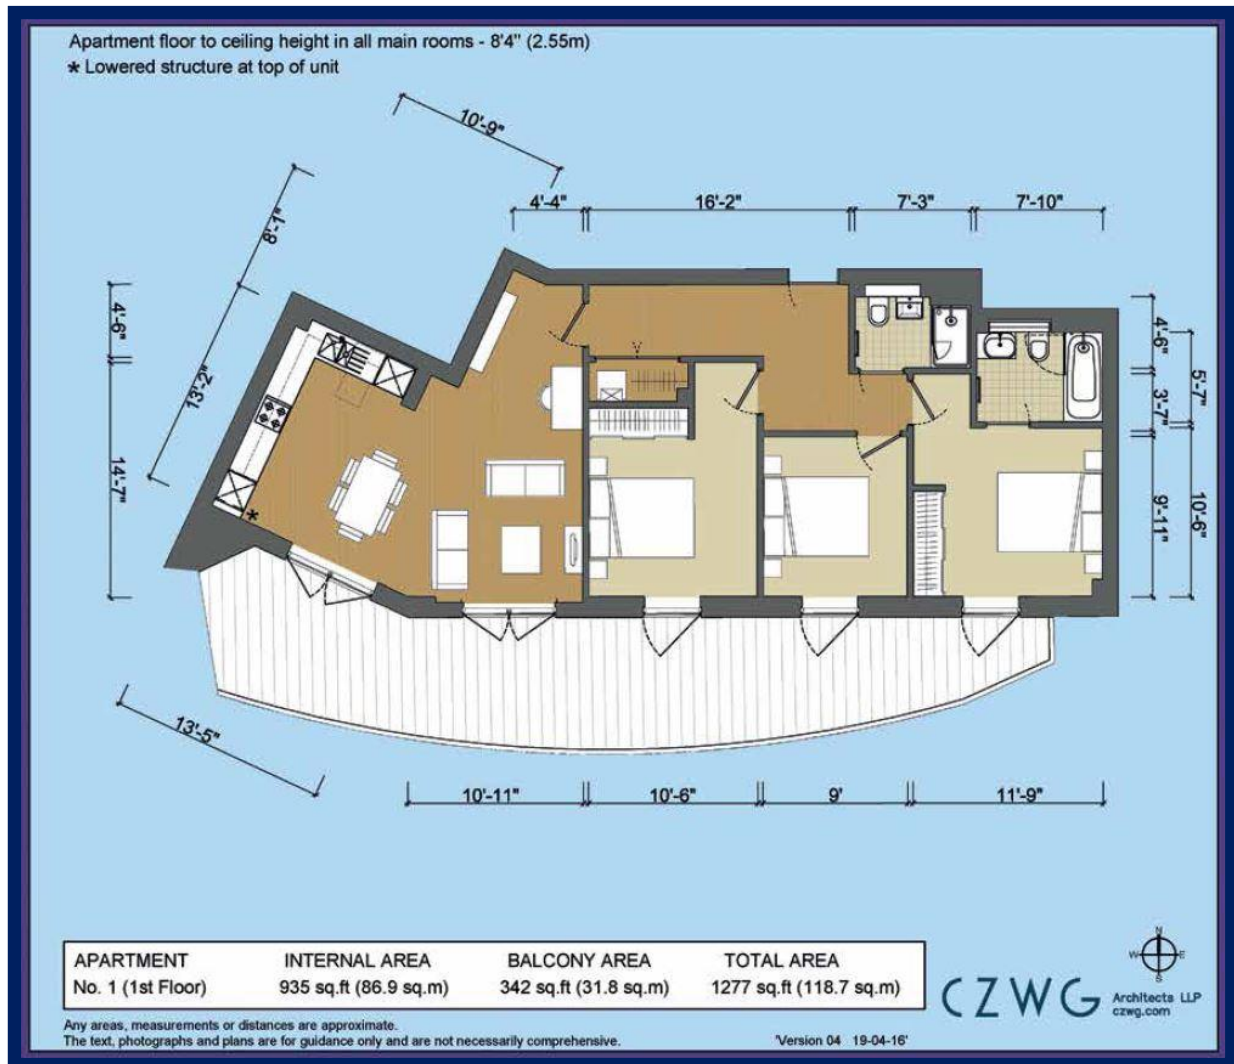 Apartment floor to ceiling height in all main rooms - 8'4" (2.55m)
* Lowered structure at top of unit
10'-9"
8'-1"
4'-4"
16'-2"
7'-3"
7'-10"
4'-6"
13'-2"
14'-7"
*
4'-6"
5'-7"
3'-7"
9'-11"
10'-6"
13'-5"
10'-11"
10'-6"
9'
11'-9"
APARTMENT INTERNAL AREA BALCONY AREA TOTAL AREA
No. 1 (1st Floor) 935 sq.ft (86.9 sq.m) 342 sq.ft (31.8 sq.m) 1277 sq.ft (118.7 sq.m)
N
W E
S
CZWG Architects LLP
czwg.com
Any areas, measurements or distances are approximate.
The text, photographs and plans are for guidance only and are not necessarily comprehensive.
'Version 04 19-04-16'